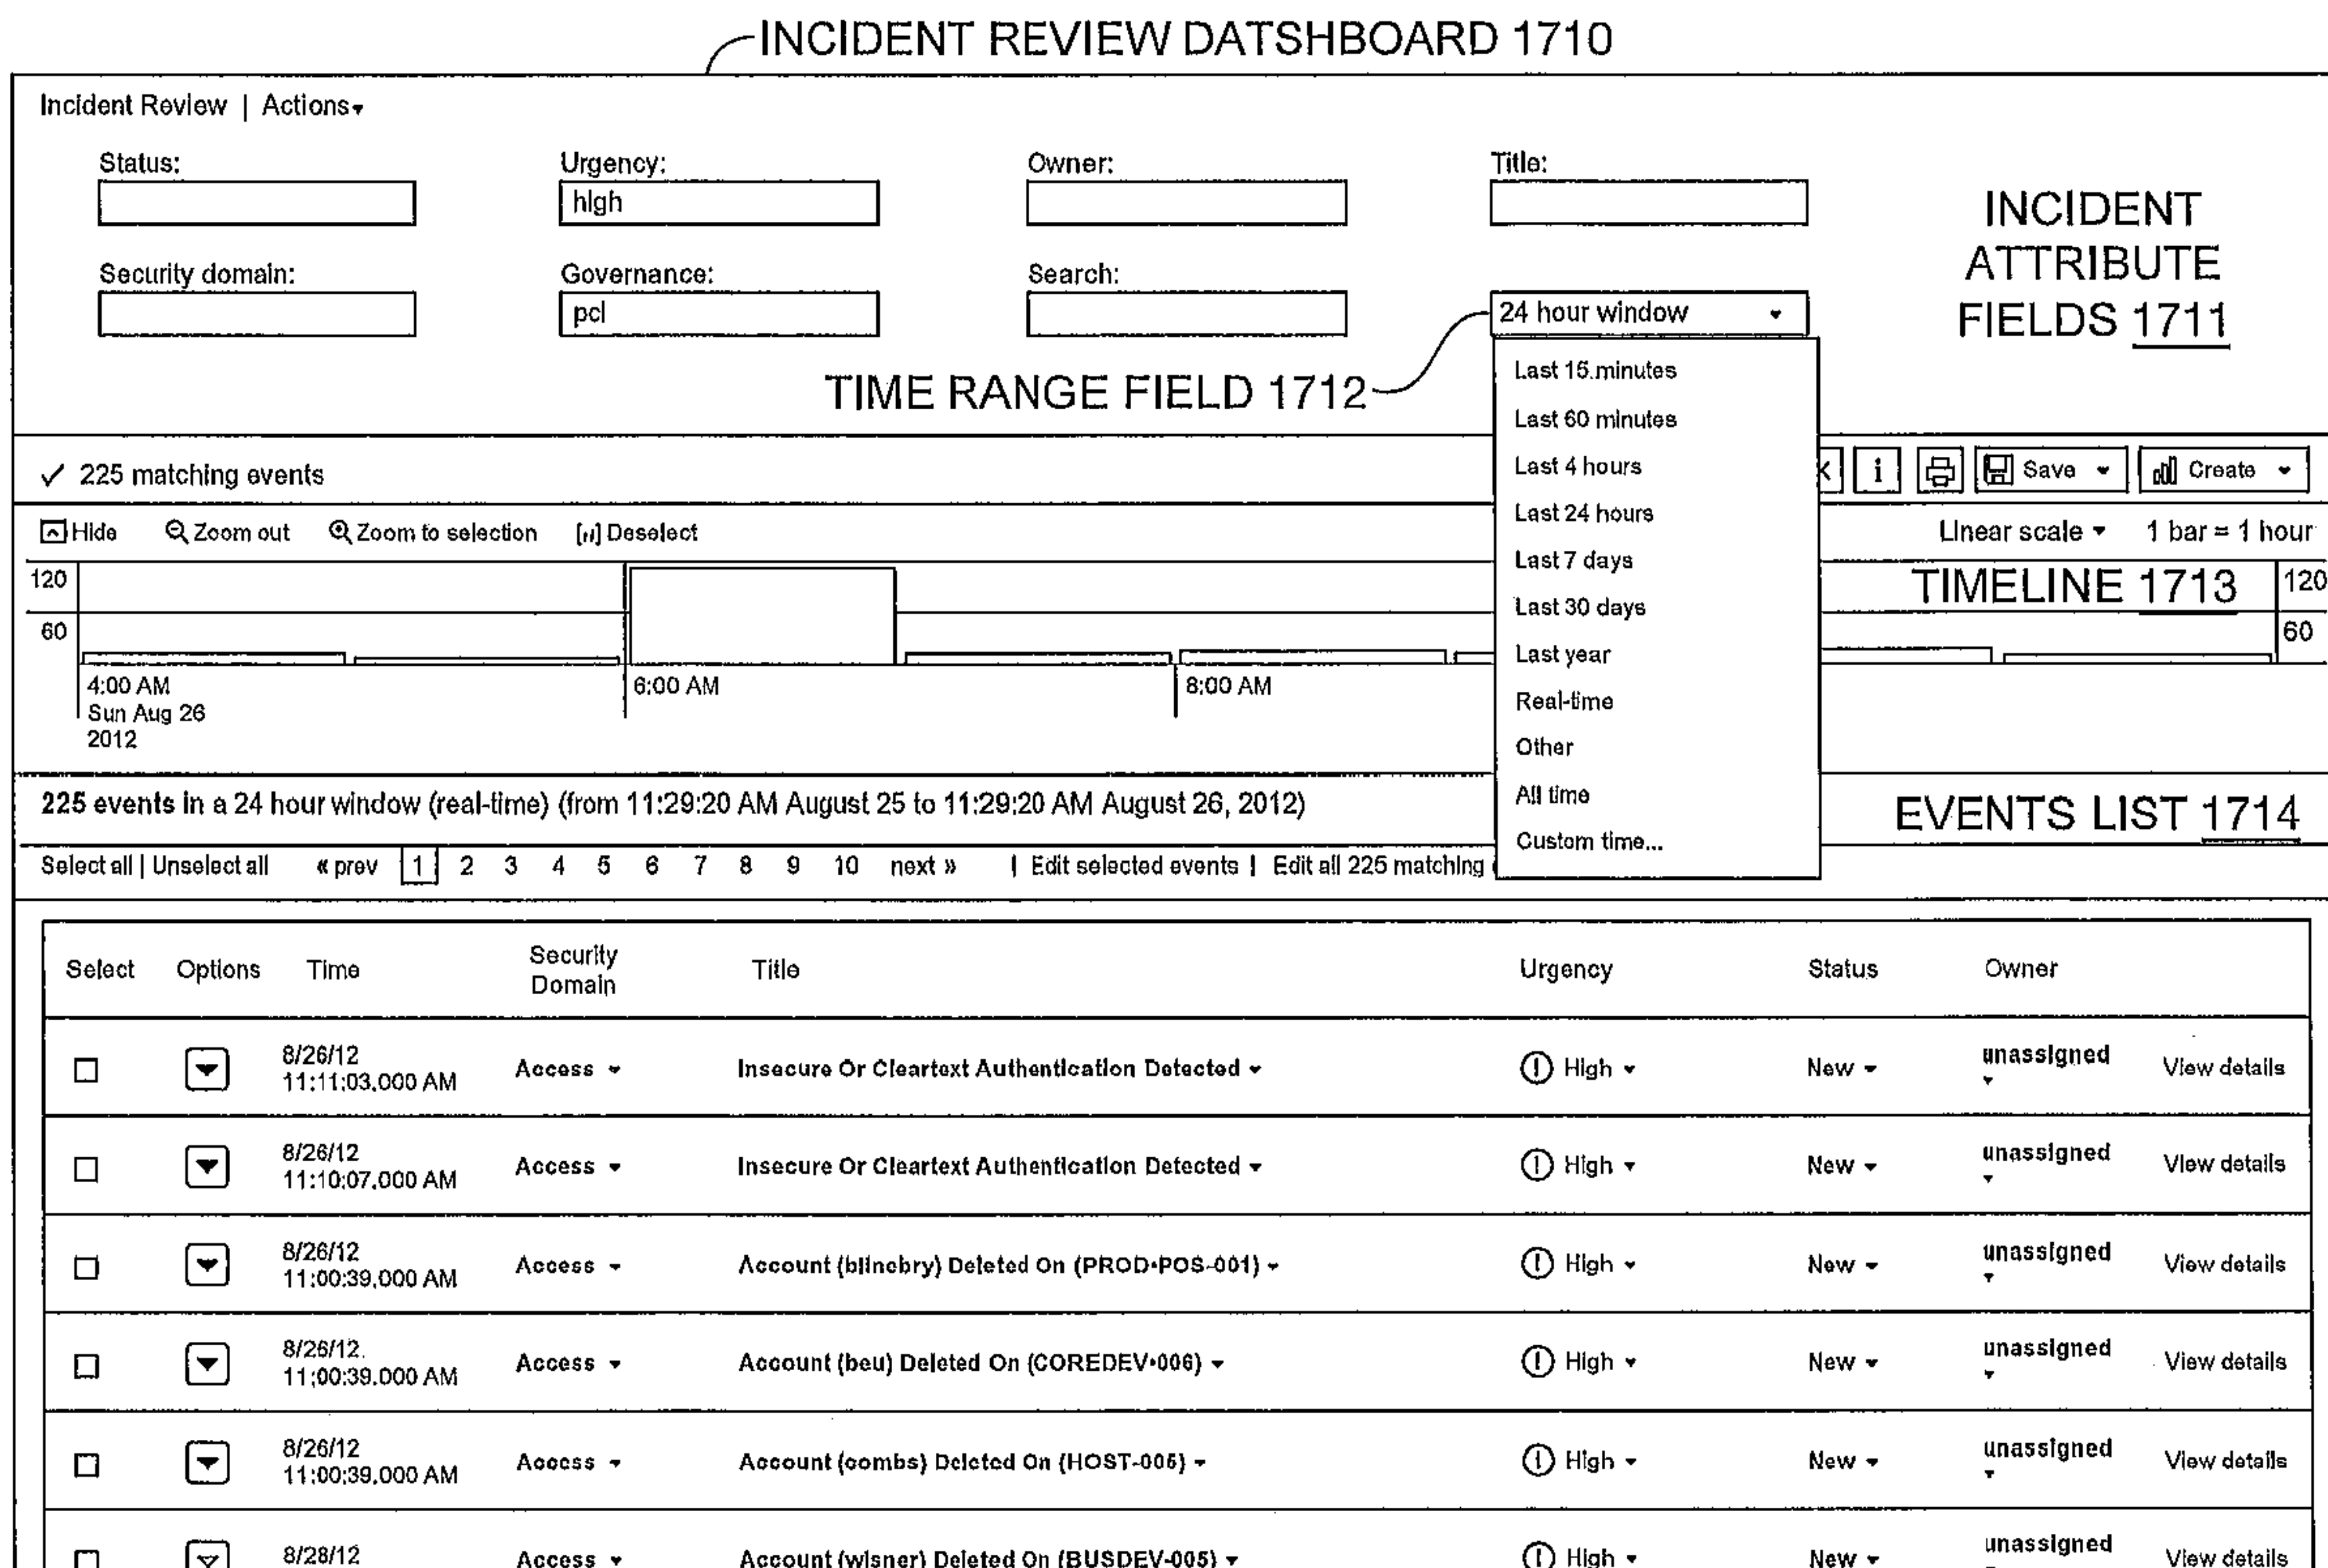 INCIDENT REVIEW DATSHBOARD 1710
Incident Review | Actions
Status:
Urgency:
Owner:
Title:
high
INCIDENT
ATTRIBUTE
FIELDS 1711
Security domain:
Governance:
Search:
pci
24 hour window
TIME RANGE FIELD 1712
Last 15 minutes
Last 60 minutes
Last 4 hours
Last 24 hours
Last 7 days
Last 30 days
Last year
Real-time
Other
All time
Custom time...
✓ 225 matching events
i
Save
Create
Hide
Zoom out
Zoom to selection
Deselect
Linear scale
1 bar = 1 hour
TIMELINE 1713
120
60
120
60
4:00 AM
Sun Aug 26
2012
6:00 AM
8:00 AM
225 events in a 24 hour window (real-time) (from 11:29:20 AM August 25 to 11:29:20 AM August 26, 2012)
EVENTS LIST 1714
Select all | Unselect all « prev 1 2 3 4 5 6 7 8 9 10 next » | Edit selected events | Edit all 225 matching
Select Options Time Security Domain Title Urgency Status Owner
8/26/12 11:11:03.000 AM Access Insecure Or Cleartext Authentication Detected High New unassigned View details
8/26/12 11:10:07.000 AM Access Insecure Or Cleartext Authentication Detected High New unassigned View details
8/26/12 11:00:39.000 AM Access Account (blinebry) Deleted On (PROD-POS-001) High New unassigned View details
8/26/12 11:00:39.000 AM Access Account (beu) Deleted On (COREDEV-006) High New unassigned View details
8/26/12 11:00:39.000 AM Access Account (combs) Deleted On (HOST-005) High New unassigned View details
8/28/12 Access Account (wisner) Deleted On (BUSDEV-005) High New unassigned View details